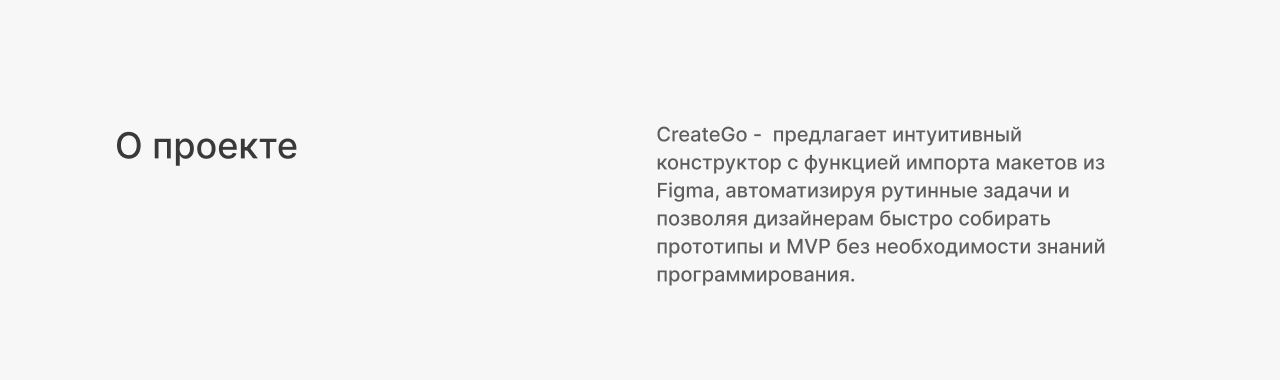 О проекте
CreateGo -  предлагает интуитивный
конструктор с функцией импорта макетов из
Figma, автоматизируя рутинные задачи и
позволяя дизайнерам быстро собирать
прототипы и MVP без необходимости знаний
программирования.